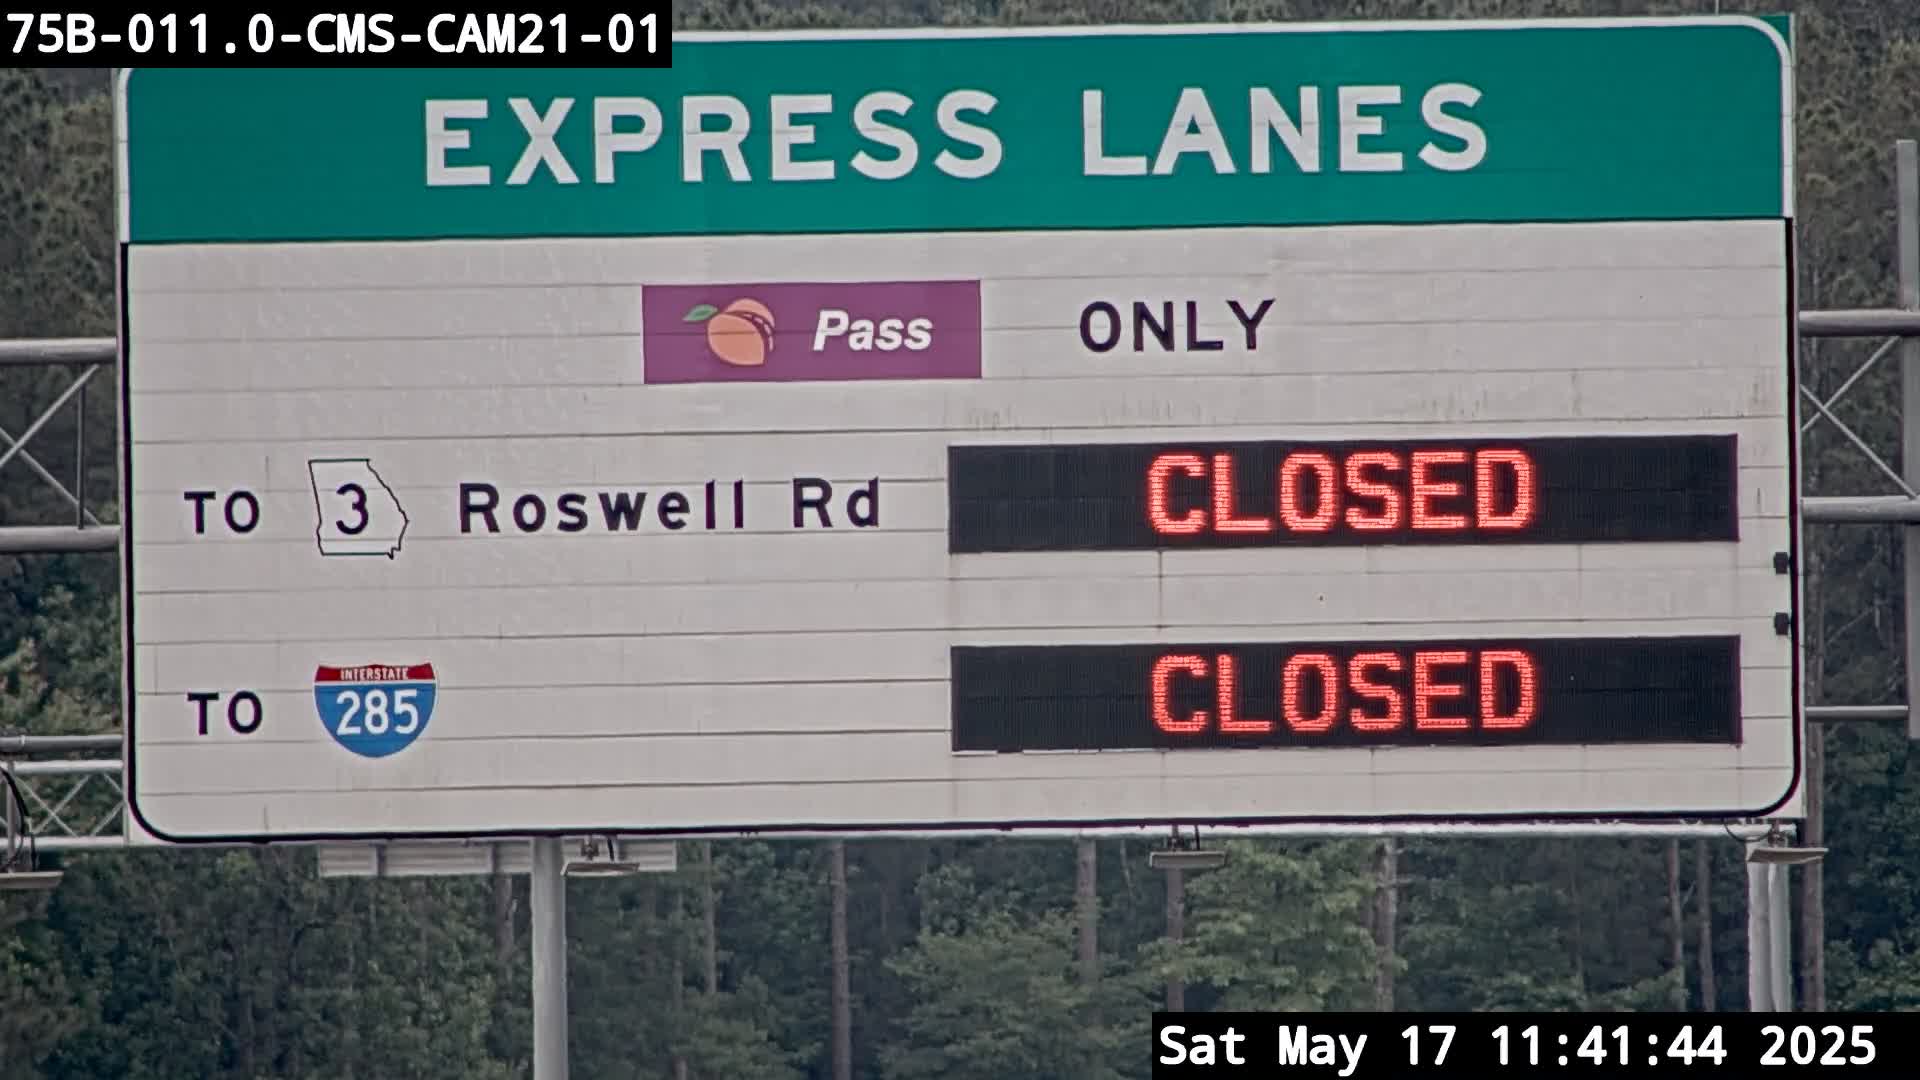 75B-011.0-CMS-CAM21-01
EXPRESS LANES
Pass ONLY
TO 3 Roswell Rd CLOSED
INTERSTATE
TO 285 CLOSED
Sat May 17 11:41:44 2025